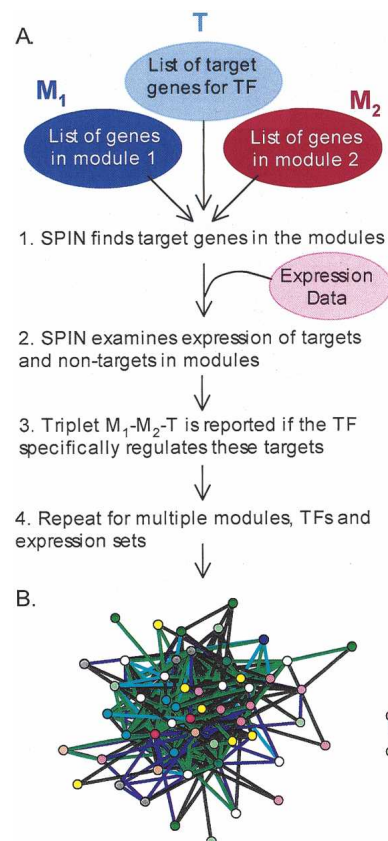 A.
T
List of target
genes for TF
M1
M2
List of genes
in module 1
List of genes
in module 2
1. SPIN finds target genes in the modules
Expression
Data
2. SPIN examines expression of targets
and non-targets in modules
3. Triplet M1-M2-T is reported if the TF
specifically regulates these targets
4. Repeat for multiple modules, TFs and
expression sets
B.